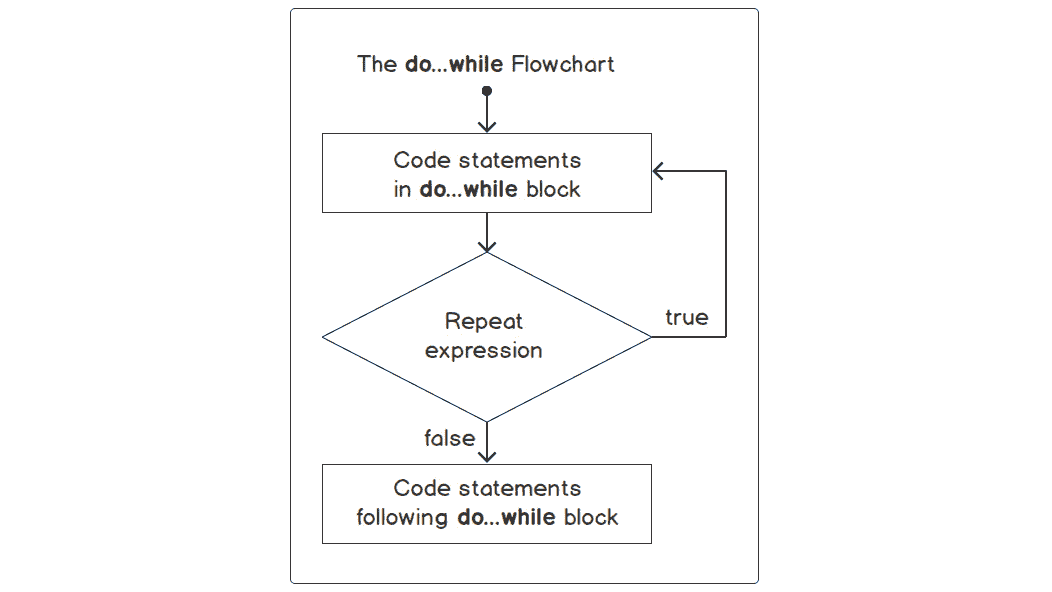 The do...while Flowchart
Code statements
in do...while block
Repeat
expression
true
false
Code statements
following do...while block